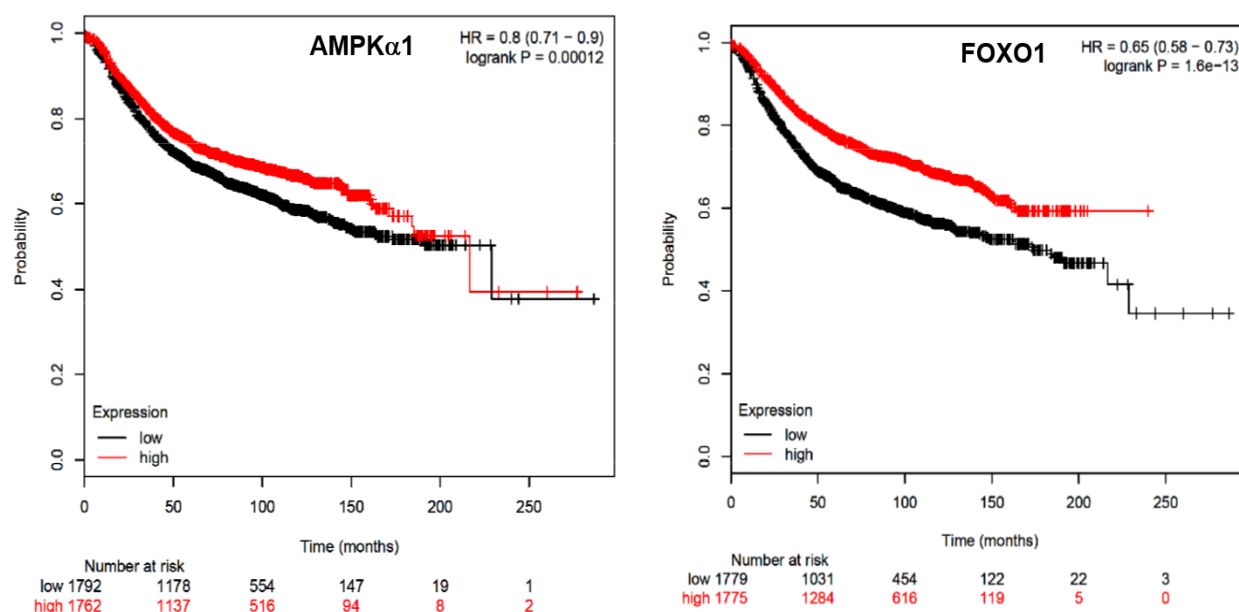 AMPKα1
HR = 0.8 (0.71 − 0.9)
logrank P = 0.00012
Probability
1.0
0.8
0.6
0.4
0.2
0.0
Expression
low
high
0 50 100 150 200 250
Time (months)
Number at risk
low 1792 1178 554 147 19 1
high 1762 1137 516 94 8 2
FOXO1
HR = 0.65 (0.58 − 0.73)
logrank P = 1.6e−13
Probability
1.0
0.8
0.6
0.4
0.2
0.0
Expression
low
high
0 50 100 150 200 250
Time (months)
Number at risk
low 1779 1031 454 122 22 3
high 1775 1284 616 119 5 0